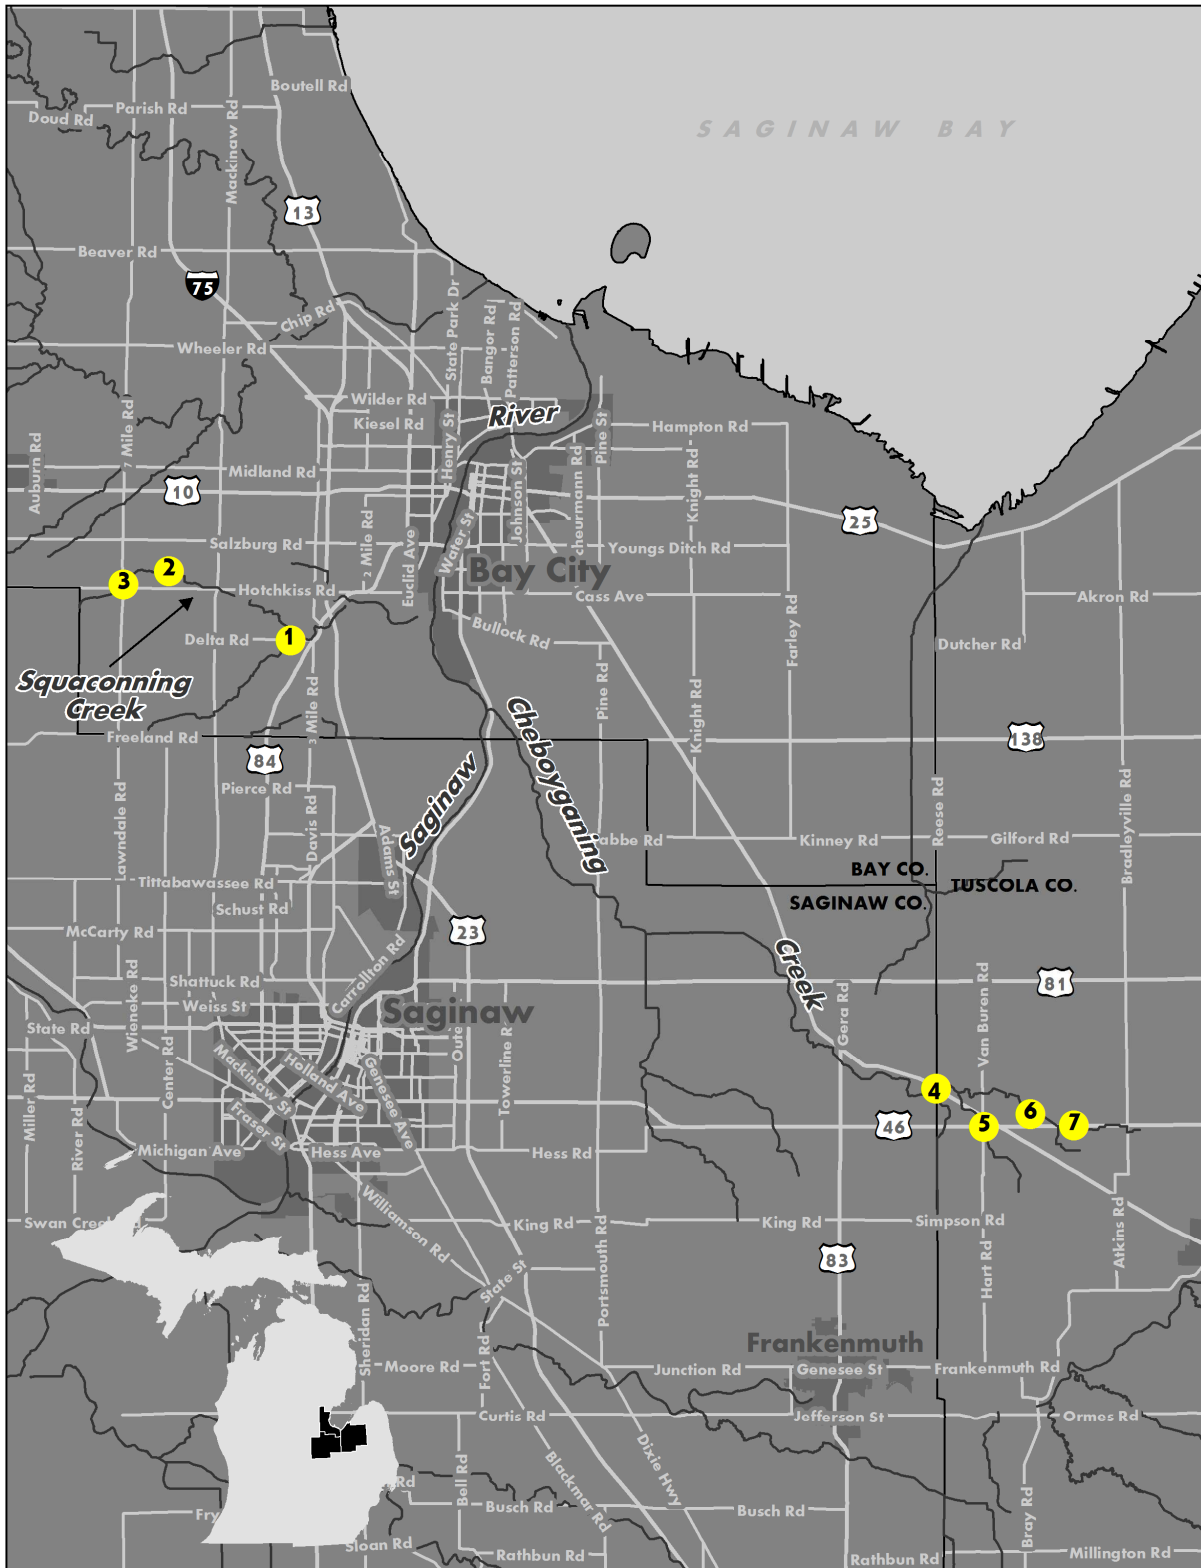 Boutell Rd
Parish Rd
Doud Rd
Mackinaw Rd
SAGINAW BAY
13
Beaver Rd
75
State Park Dr
Chip Rd
Bangor Rd
Patterson Rd
Wheeler Rd
7 Mile Rd
Wilder Rd
River
Kiesel Rd
Henry St
Pine St
Hampton Rd
Auburn Rd
Midland Rd
Johnson St
cheurmann Rd
Knight Rd
10
25
2 Mile Rd
Euclid Ave
Water St
Salzburg Rd
Youngs Ditch Rd
3
2
Bay City
Hotchkiss Rd
Cass Ave
Akron Rd
Delta Rd
1
Bullock Rd
Farley Rd
Dutcher Rd
Squaconning
Creek
3 Mile Rd
Pine Rd
Knight Rd
Cheboyganing
Freeland Rd
138
84
Saginaw
Pierce Rd
Lawndale Rd
Davis Rd
Adams St
Reese Rd
Bradleyville Rd
abbe Rd
Kinney Rd
Gilford Rd
BAY CO.
TUSCOLA CO.
Tittabawassee Rd
SAGINAW CO.
Schust Rd
McCarty Rd
23
Carrollton Rd
Creek
Shattuck Rd
81
Wieneke Rd
Weiss St
Saginaw
Gera Rd
Van Buren Rd
State Rd
Oute
Towerline R
Center Rd
Mackinaw St
Holland Ave
Genesee Ave
Miller Rd
River Rd
Fraser St
4
46
5
6
7
Michigan Ave
Hess Ave
Hess Rd
Williamson Rd
Swan Cree
King Rd
King Rd
Simpson Rd
Portsmouth Rd
Atkins Rd
83
Hart Rd
State St
Sheridan Rd
Fort Rd
Frankenmuth
Moore Rd
Junction Rd
Genesee St
Frankenmuth Rd
Curtis Rd
Jefferson St
Ormes Rd
Dixie Hwy
Blackmar Rd
Bell Rd
Rd
Busch Rd
Busch Rd
Bray Rd
Fry
Sloan Rd
Rathbun Rd
Rathbun Rd
Millington Rd